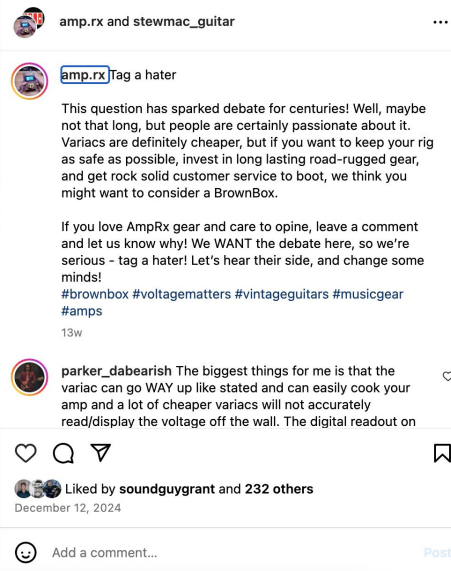 amp.rx and stewmac_guitar
amp.rx Tag a hater
This question has sparked debate for centuries! Well, maybe
not that long, but people are certainly passionate about it.
Variacs are definitely cheaper, but if you want to keep your rig
as safe as possible, invest in long lasting road-rugged gear,
and get rock solid customer service to boot, we think you
might want to consider a BrownBox.
If you love AmpRx gear and care to opine, leave a comment
and let us know why! We WANT the debate here, so we're
serious - tag a hater! Let's hear their side, and change some
minds!
#brownbox #voltagematters #vintageguitars #musicgear
#amps
13w
parker_dabearish The biggest things for me is that the
variac can go WAY up like stated and can easily cook your
amp and a lot of cheaper variacs will not accurately
read/display the voltage off the wall. The digital readout on
Liked by soundguygrant and 232 others
December 12, 2024
Add a comment...
Post